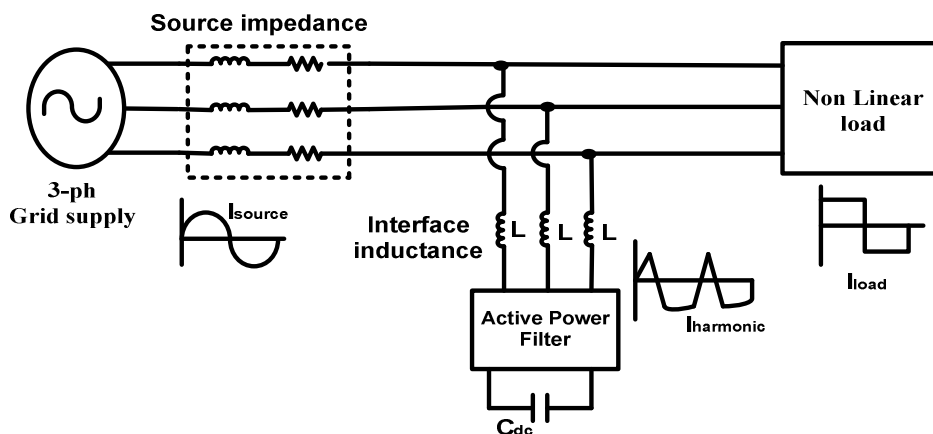 Source impedance
Non Linear
load
3-ph
Grid supply
Isource
Interface
inductance
L
L
L
Iload
Active Power
Filter
Iharmonic
Cdc